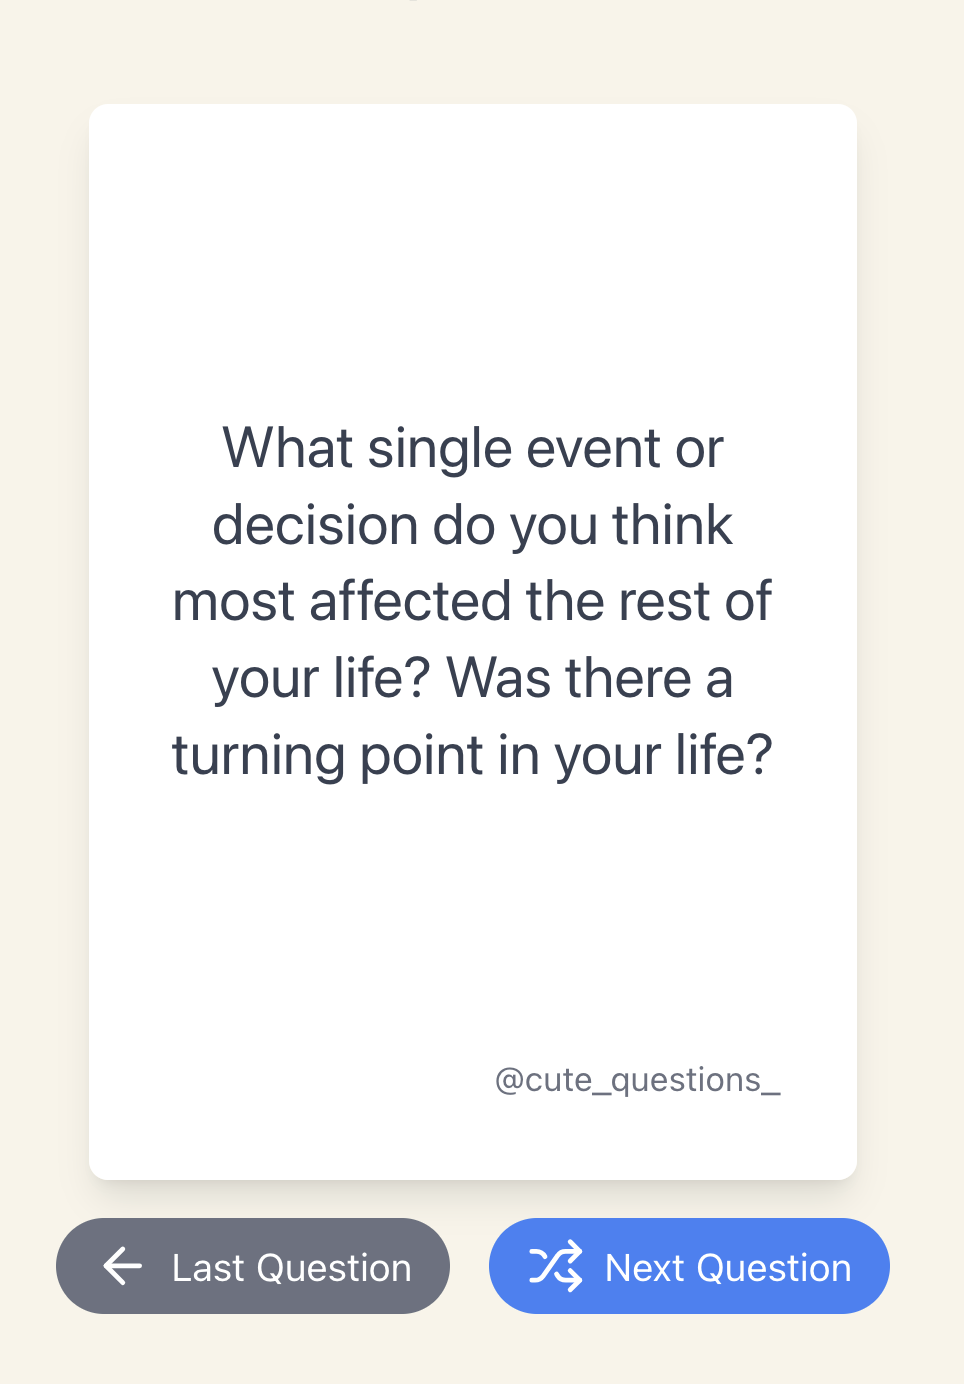 What single event or
decision do you think
most affected the rest of
your life? Was there a
turning point in your life?
@cute_questions_
Last Question
Next Question